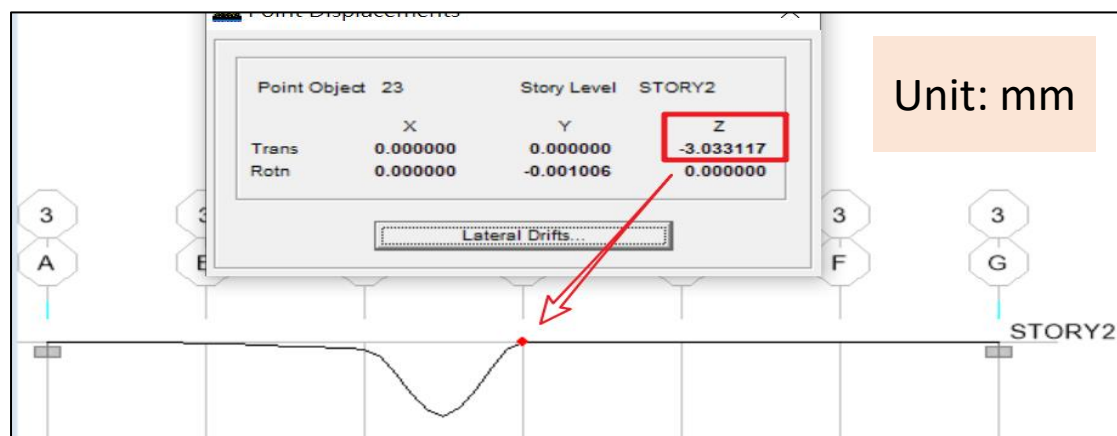 Point Displacements
Unit: mm
Point Object 23 Story Level STORY2
X Y Z
Trans 0.000000 0.000000 -3.033117
Rotn 0.000000 -0.001006 0.000000
Lateral Drifts...
3 3 3
A F G
STORY2